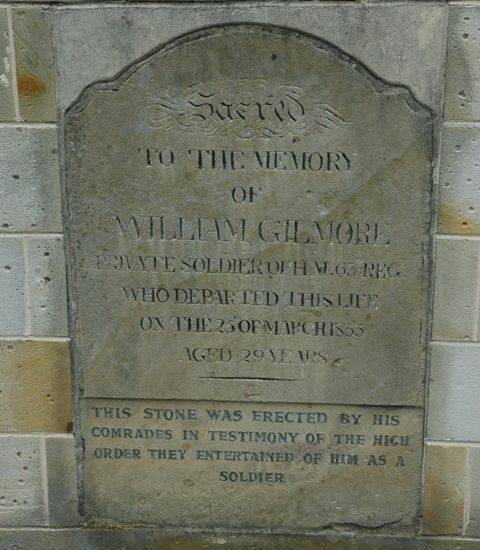 Sacred
TO THE MEMORY
OF
WILLIAM GILMORE
PRIVATE SOLDIER OF H.M. 63 REG
WHO DEPARTED THIS LIFE
ON THE 25 OF MARCH
AGED 29 YEARS
THIS STONE WAS ERECTED BY HIS
COMRADES IN TESTIMONY OF THE HIGH
ORDER THEY ENTERTAINED OF HIM AS A
SOLDIER